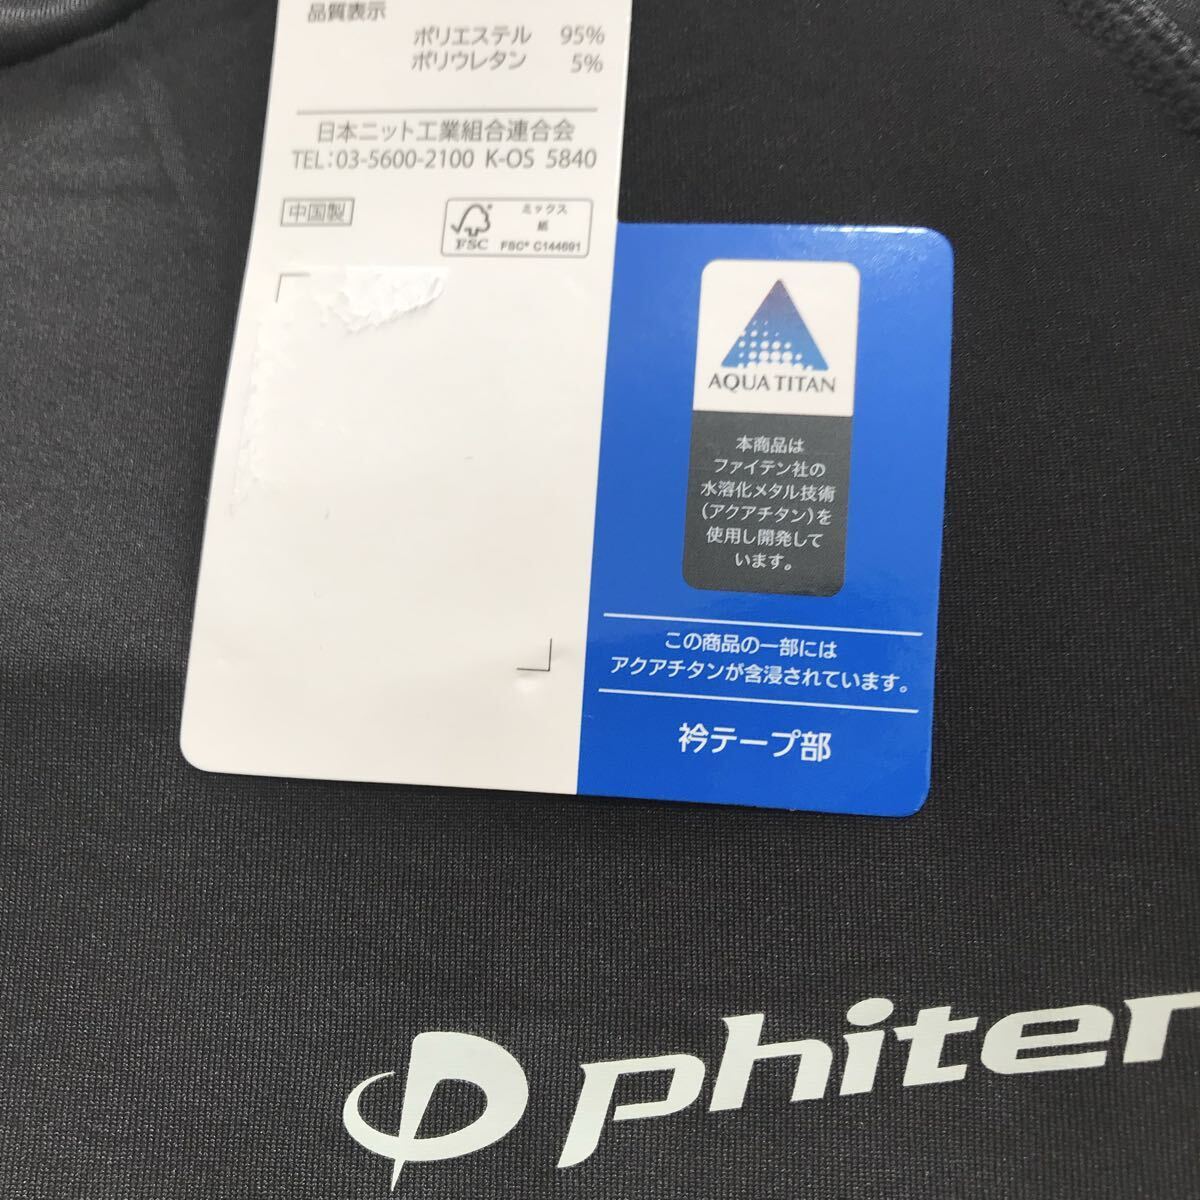 品質表示
ポリエステル 95%
ポリウレタン 5%
日本ニット工業組合連合会
TEL:03-5600-2100 K-OS 5840
中国製
ミックス
紙
FSC
FSC® C144691
AQUA TITAN
本商品は
ファイテン社の
水溶化メタル技術
(アクアチタン)を
使用し開発して
います。
この商品の一部には
アクアチタンが含浸されています。
衿テープ部
phiten